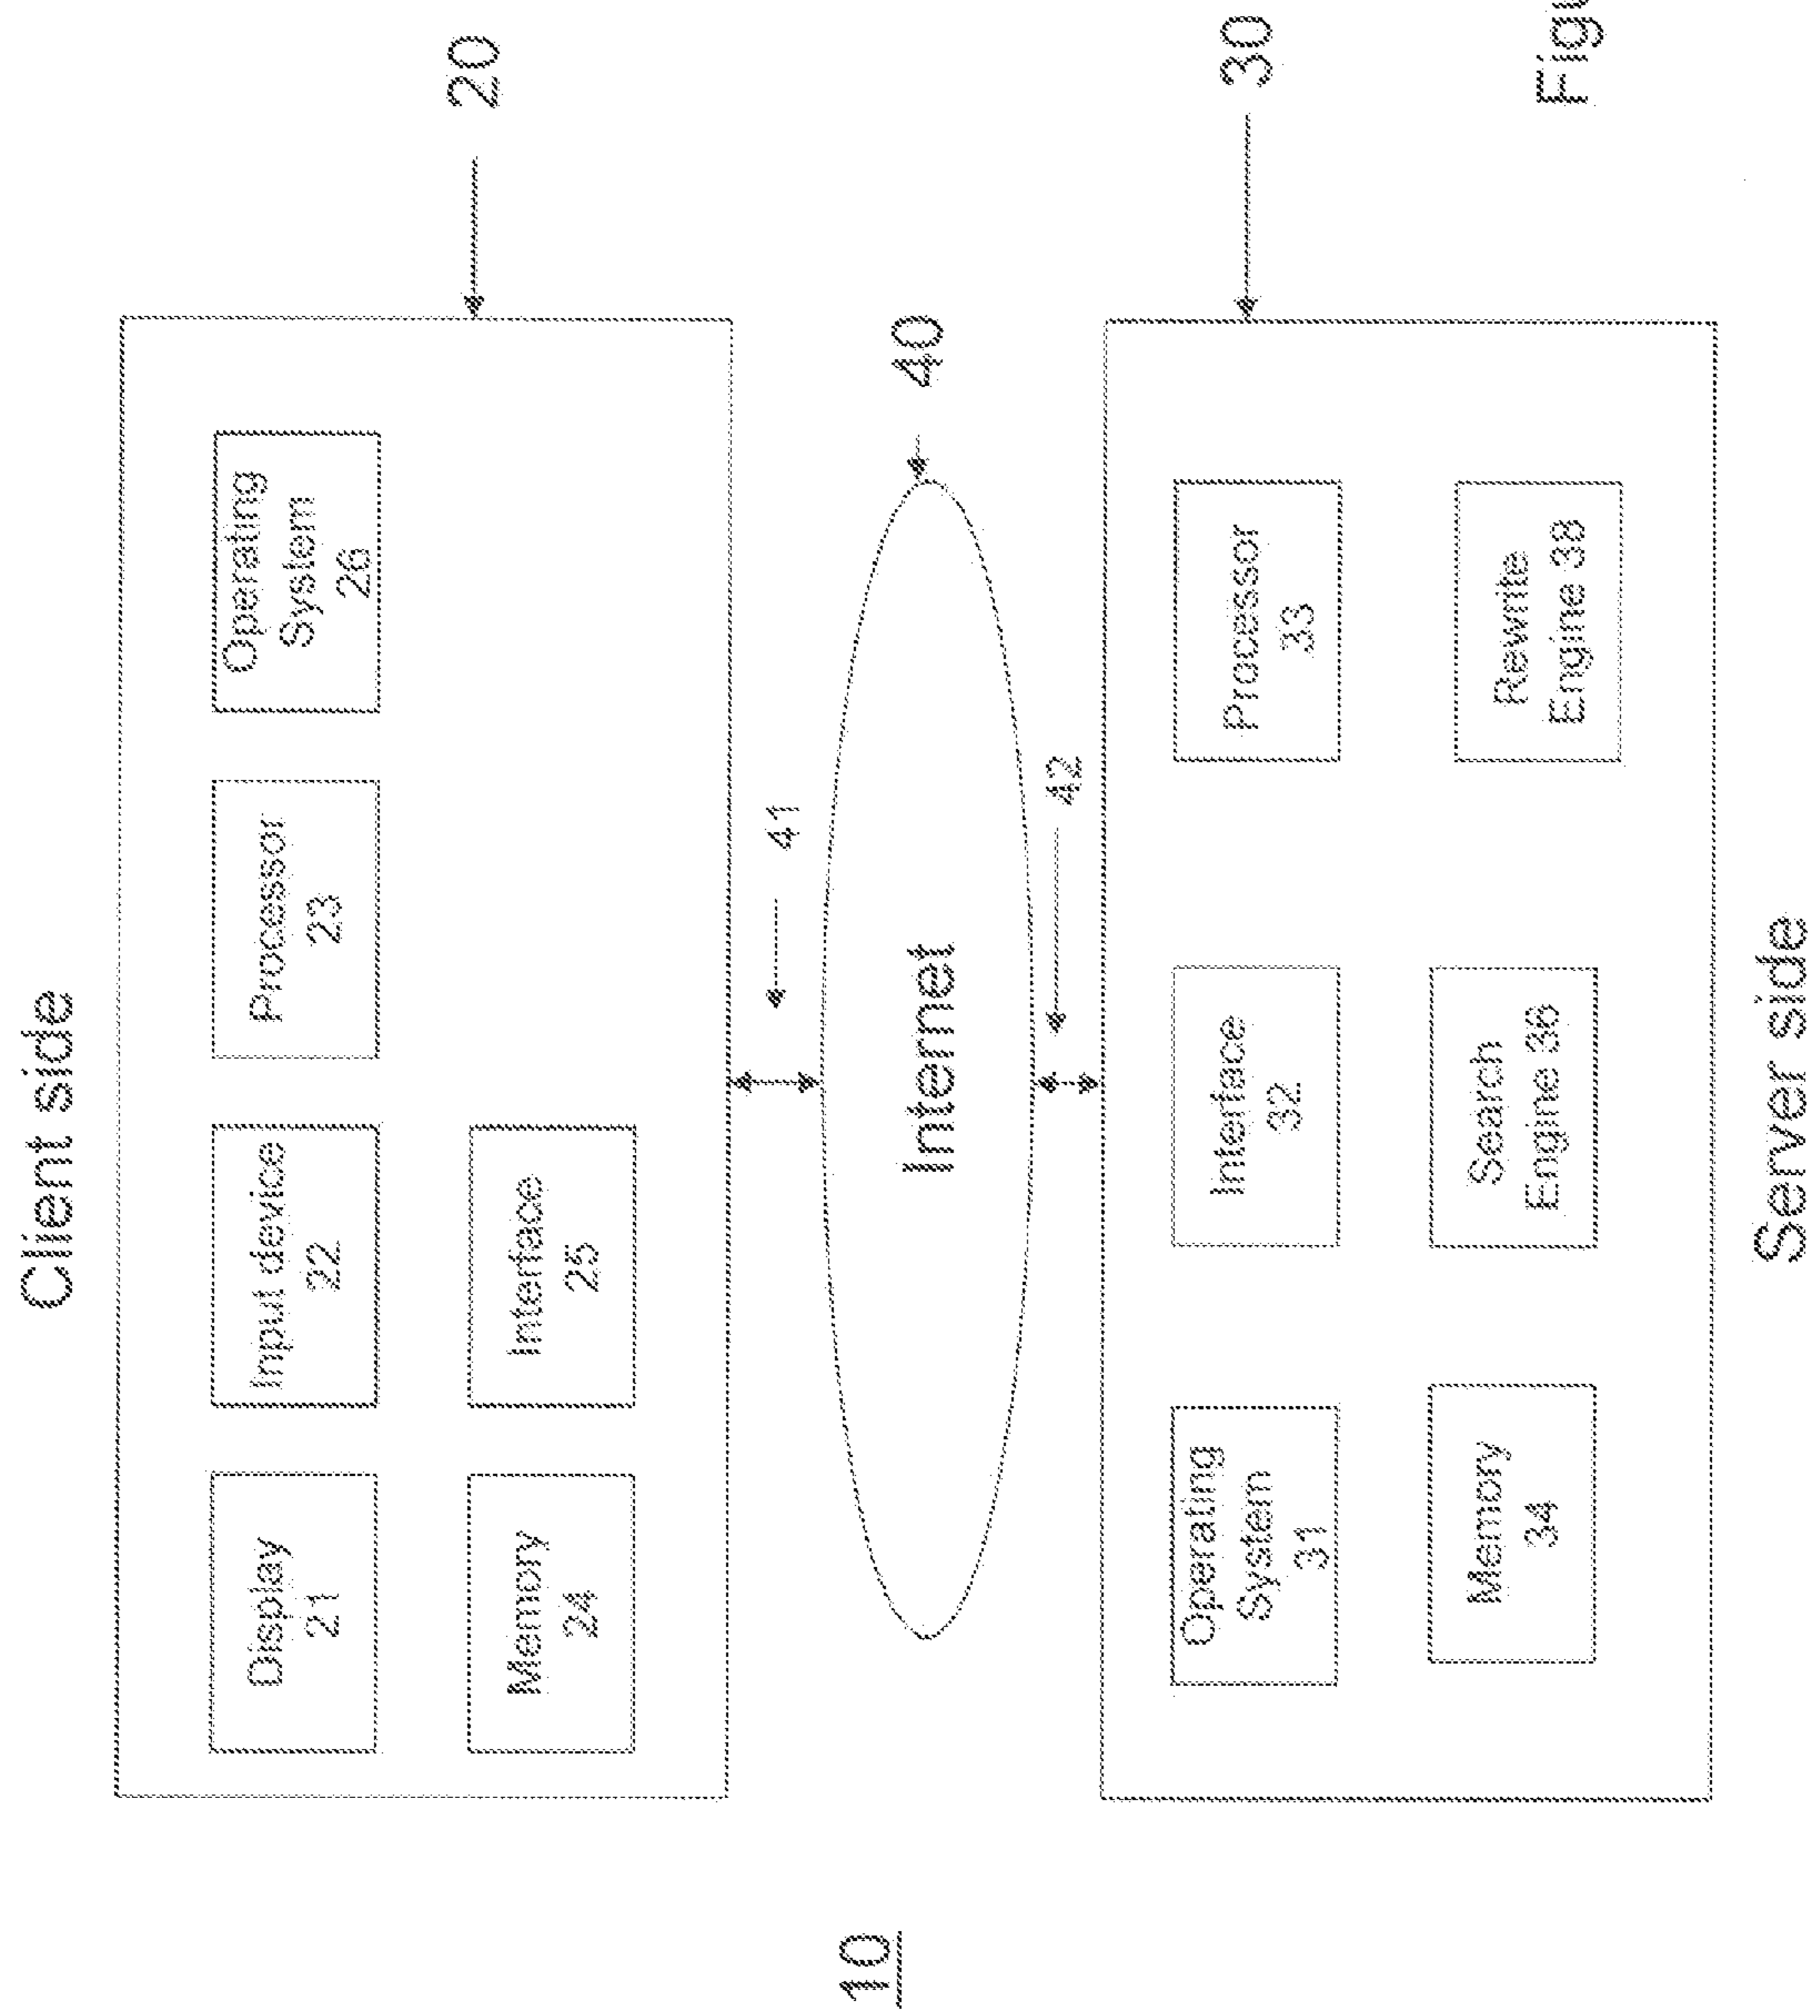 Client side
20
Display
21
Input device
22
Processor
23
Operating
System
26
Memory
24
Interface
25
41
40
Internet
42
10
30
Operating
System
31
Interface
32
Processor
33
Memory
34
Search
Engine 36
Rewrite
Engine 38
Server side
Figu